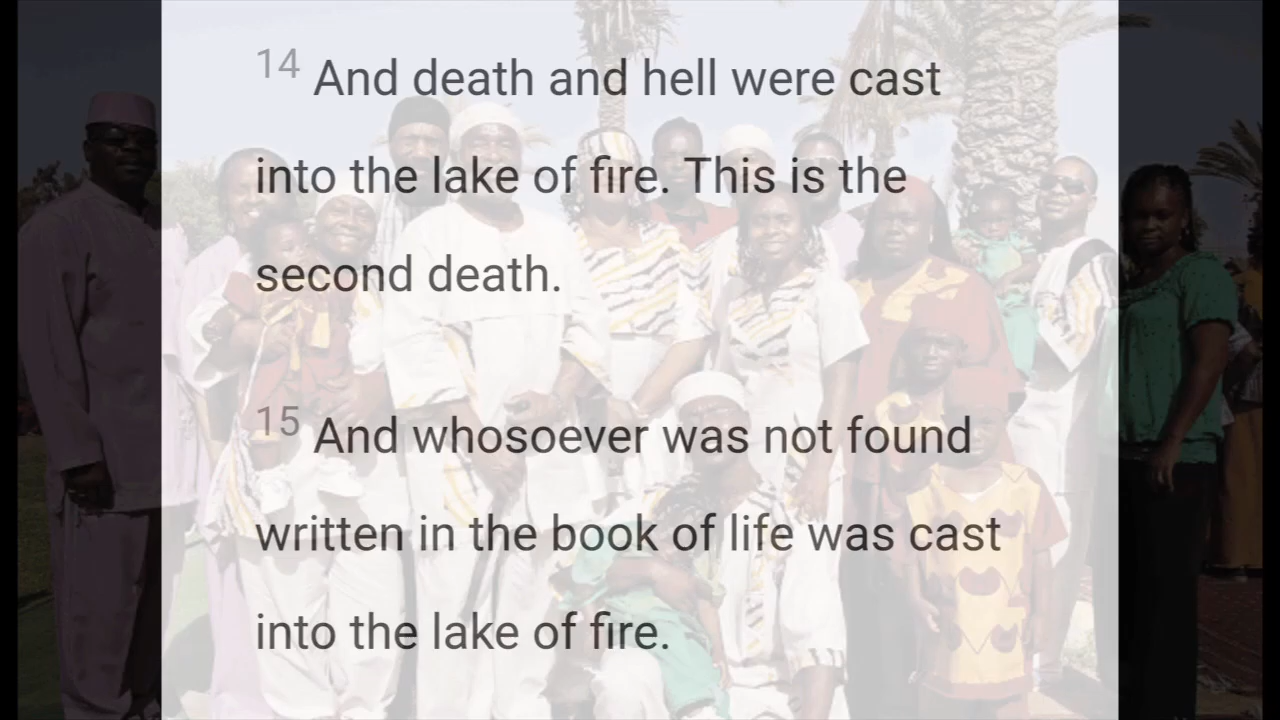 14 And death and hell were cast
into the lake of fire. This is the
second death.
15 And whosoever was not found
written in the book of life was cast
into the lake of fire.